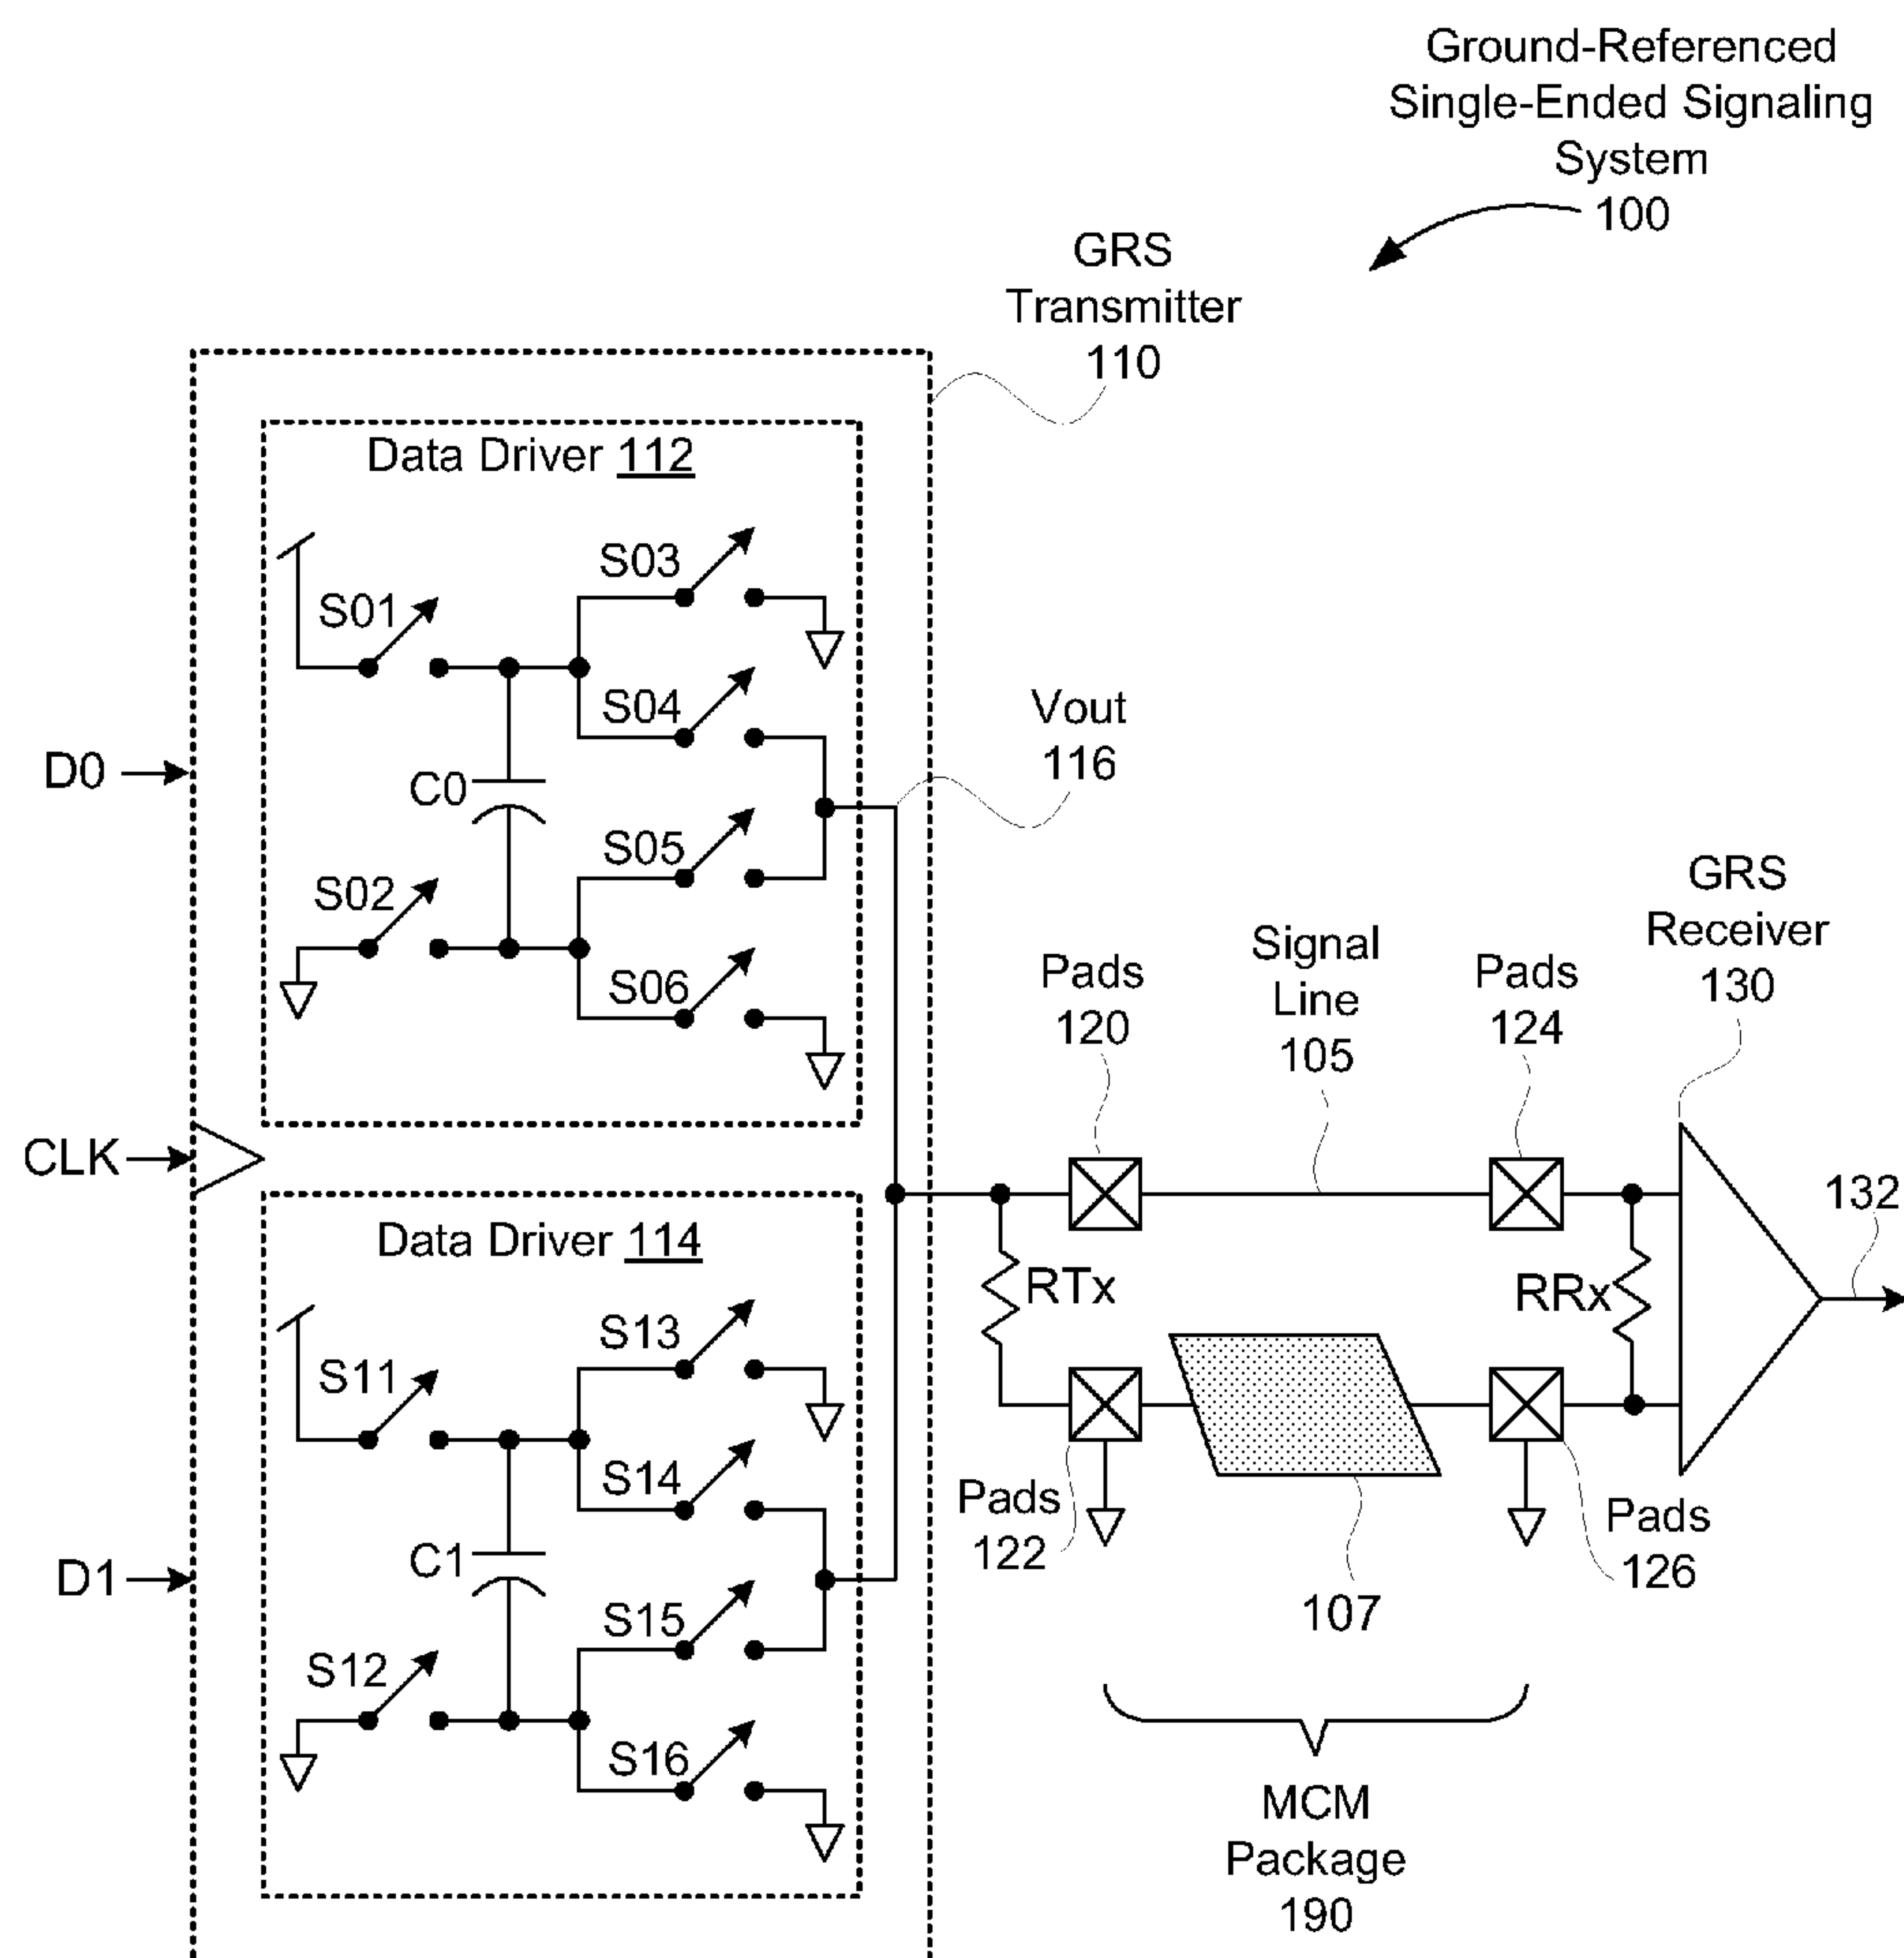 Ground-Referenced
Single-Ended Signaling
System
100
GRS
Transmitter
110
Data Driver 112
S01
S03
S04
C0
S05
S02
S06
D0
CLK
D1
Vout
116
Data Driver 114
S11
S13
S14
C1
S15
S12
S16
Pads
120
Signal
Line
105
Pads
124
GRS
Receiver
130
RTx
RRx
132
Pads
122
107
Pads
126
MCM
Package
190